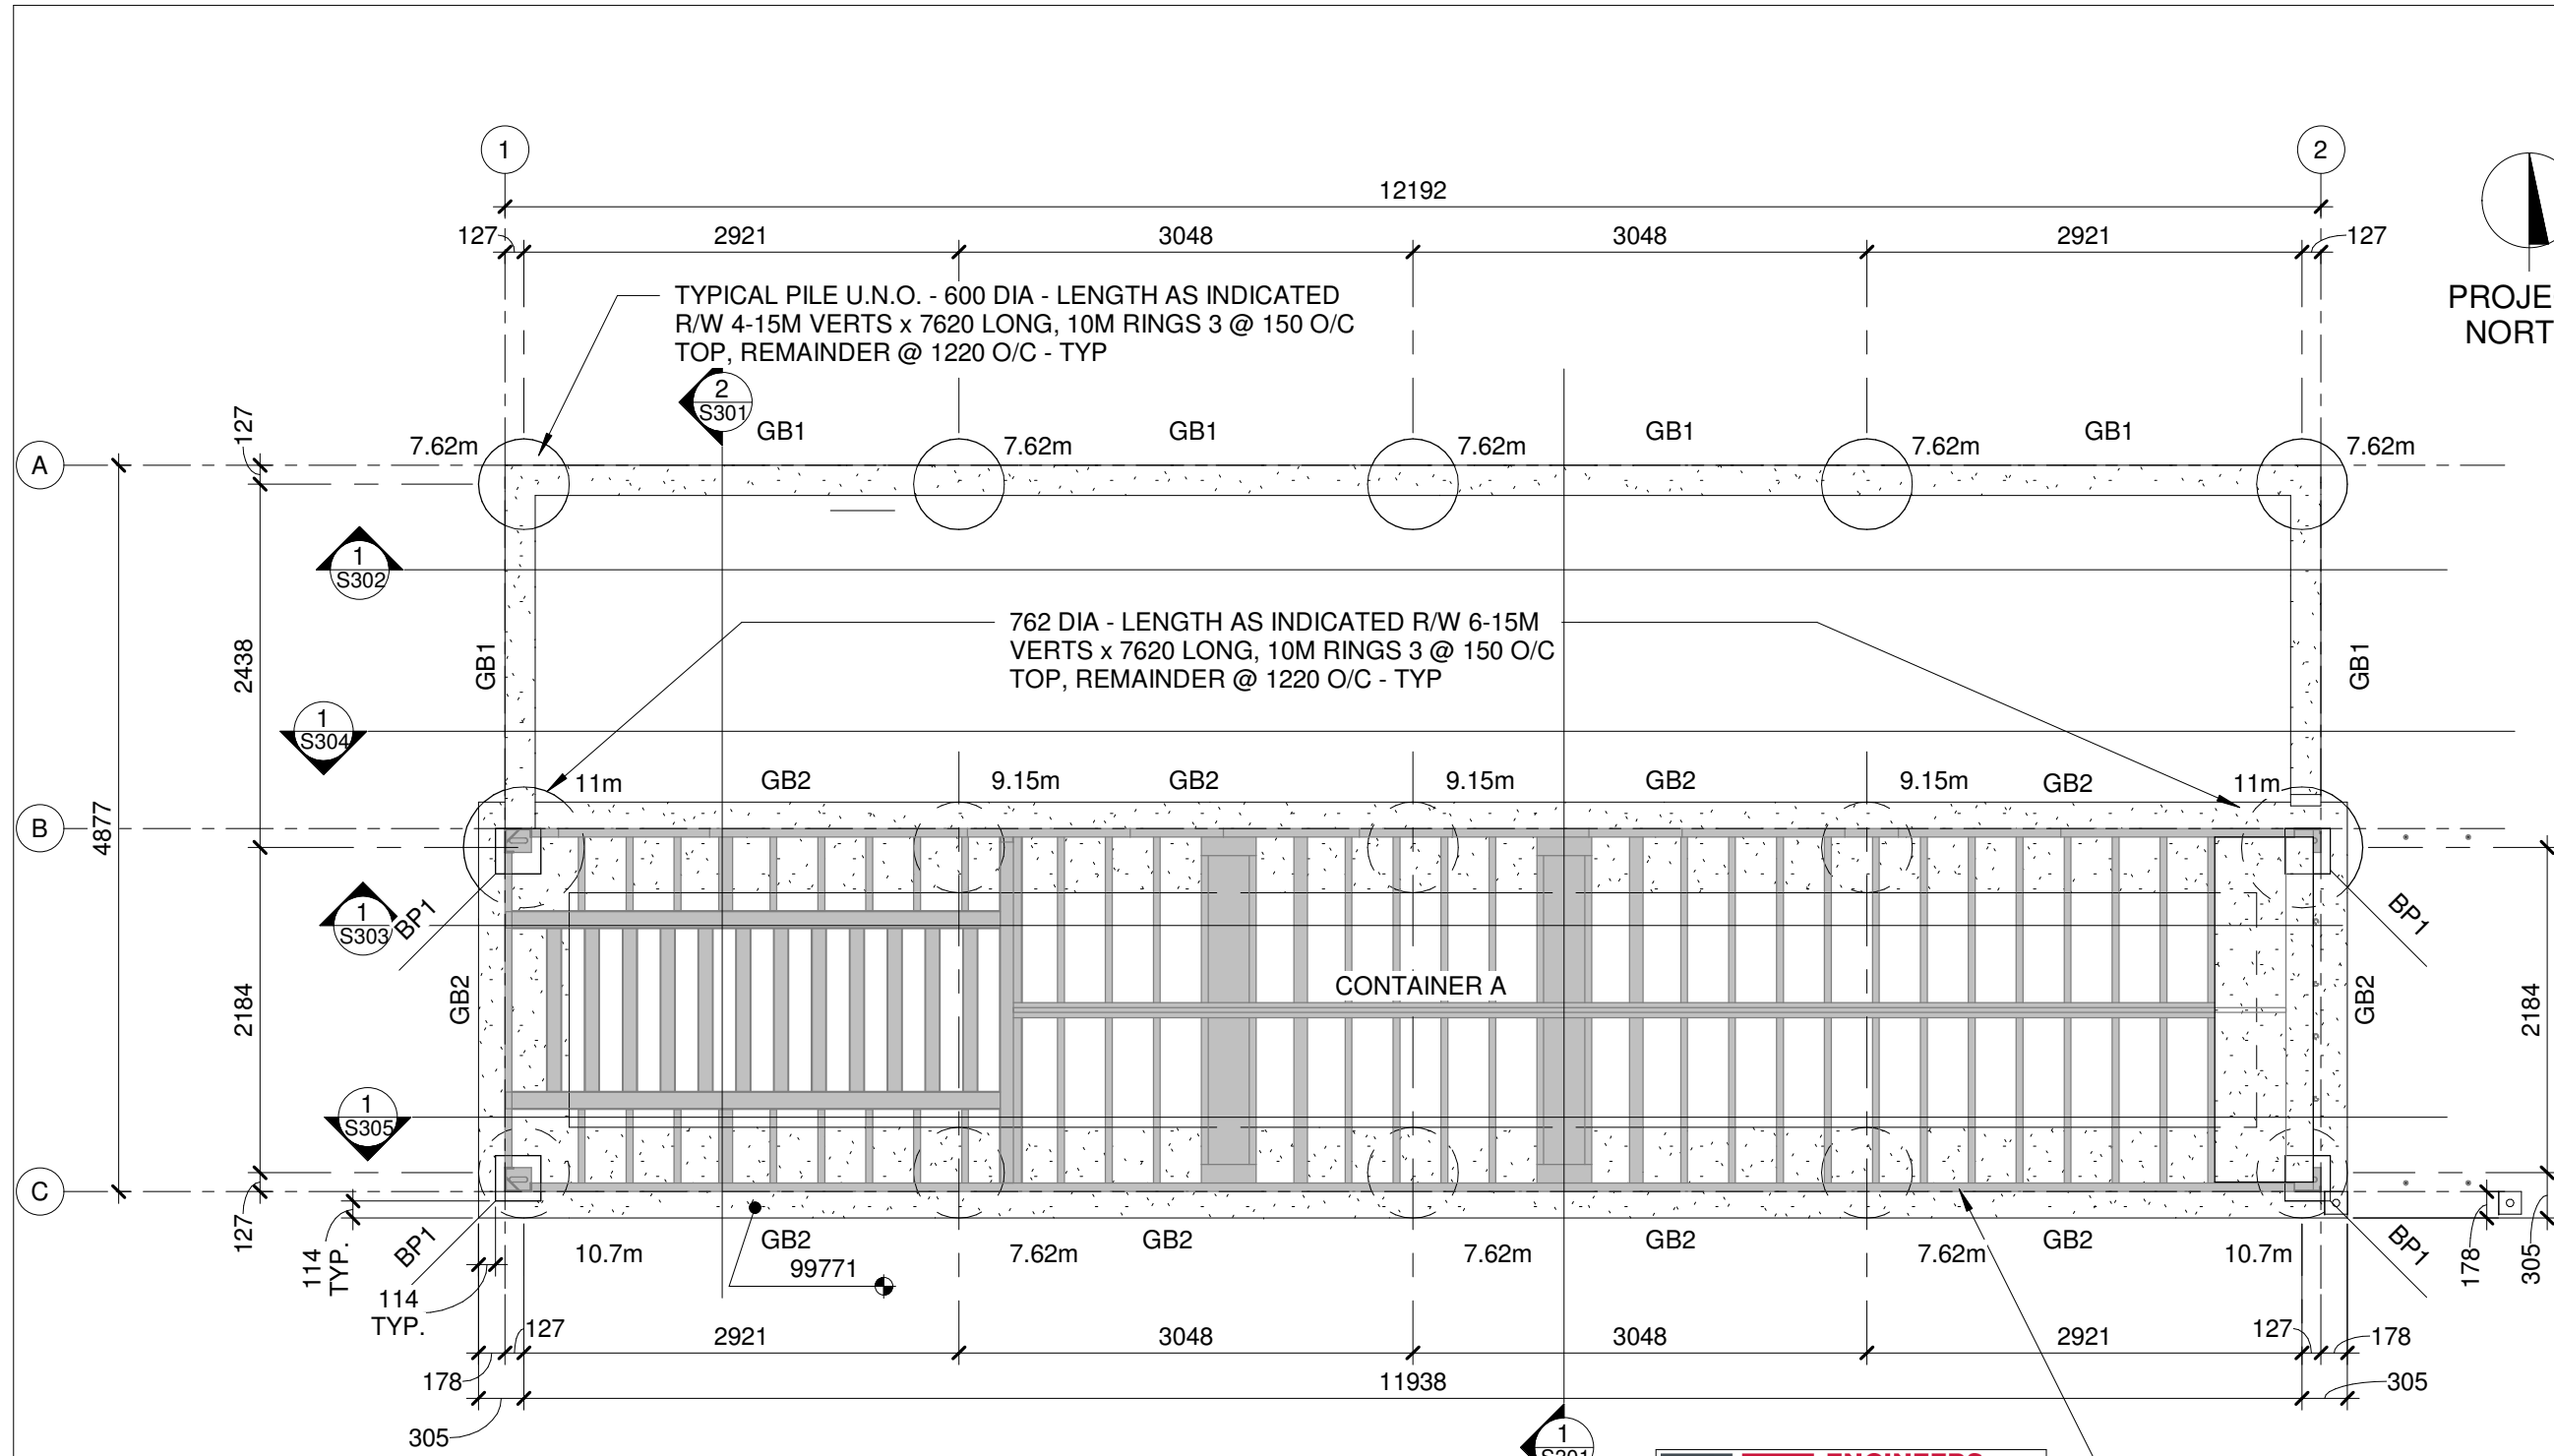 1
2
12192
127
2921
3048
3048
2921
127
TYPICAL PILE U.N.O. - 600 DIA - LENGTH AS INDICATED
R/W 4-15M VERTS x 7620 LONG, 10M RINGS 3 @ 150 O/C
TOP, REMAINDER @ 1220 O/C - TYP
PROJE
NORT
2
S301
GB1
GB1
GB1
GB1
7.62m
7.62m
7.62m
7.62m
7.62m
A
127
1
S302
762 DIA - LENGTH AS INDICATED R/W 6-15M
VERTS x 7620 LONG, 10M RINGS 3 @ 150 O/C
TOP, REMAINDER @ 1220 O/C - TYP
2438
GB1
GB1
1
S304
11m
GB2
9.15m
GB2
9.15m
GB2
9.15m
GB2
11m
B
4877
1
S303
BP1
BP1
CONTAINER A
2184
GB2
GB2
2184
1
S305
C
127
114
TYP.
BP1
10.7m
GB2
99771
7.62m
GB2
7.62m
GB2
7.62m
GB2
10.7m
BP1
178
305
114
TYP.
127
2921
3048
3048
2921
127
178
178
11938
305
305
1
S301
ENGINEERS